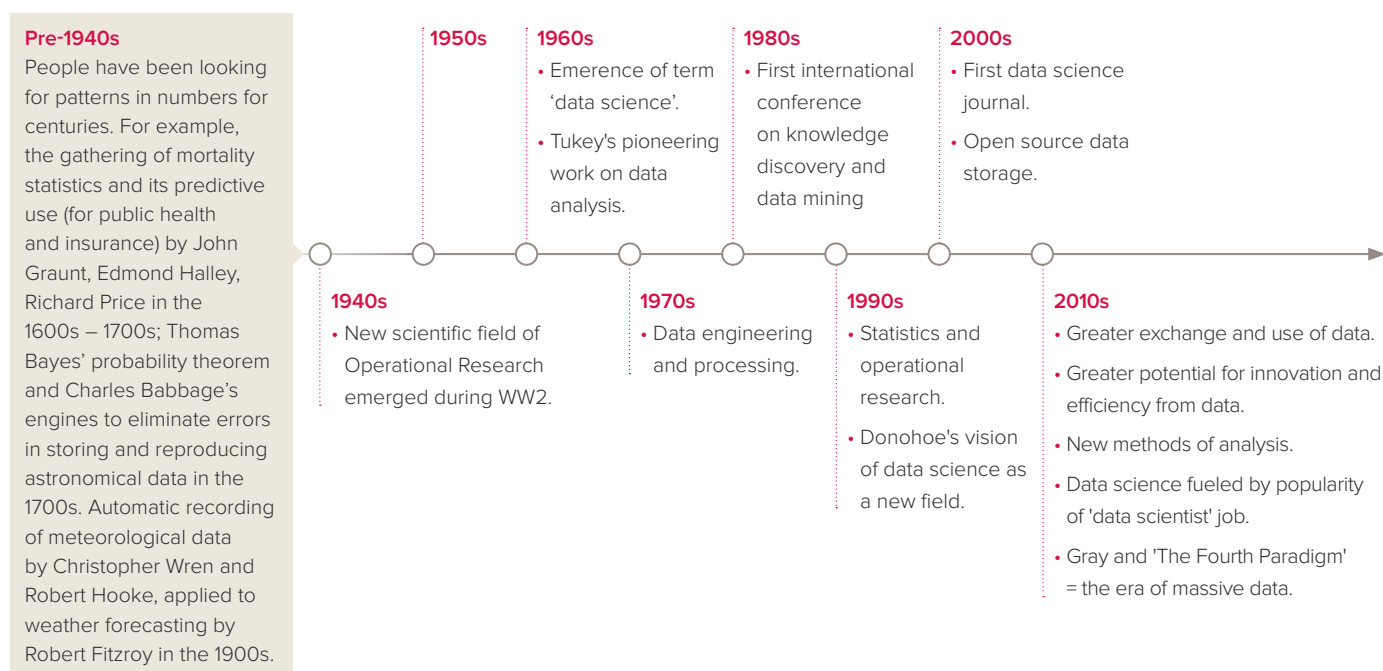 Pre-1940s
People have been looking
for patterns in numbers for
centuries. For example,
the gathering of mortality
statistics and its predictive
use (for public health
and insurance) by John
Graunt, Edmond Halley,
Richard Price in the
1600s – 1700s; Thomas
Bayes’ probability theorem
and Charles Babbage’s
engines to eliminate errors
in storing and reproducing
astronomical data in the
1700s. Automatic recording
of meteorological data
by Christopher Wren and
Robert Hooke, applied to
weather forecasting by
Robert Fitzroy in the 1900s.
1940s
• New scientific field of
Operational Research
emerged during WW2.
1950s
1960s
• Emerence of term
‘data science’.
• Tukey's pioneering
work on data
analysis.
1970s
• Data engineering
and processing.
1980s
• First international
conference
on knowledge
discovery and
data mining
1990s
• Statistics and
operational
research.
• Donohoe's vision
of data science as
a new field.
2000s
• First data science
journal.
• Open source data
storage.
2010s
• Greater exchange and use of data.
• Greater potential for innovation and
efficiency from data.
• New methods of analysis.
• Data science fueled by popularity
of 'data scientist' job.
• Gray and 'The Fourth Paradigm'
= the era of massive data.